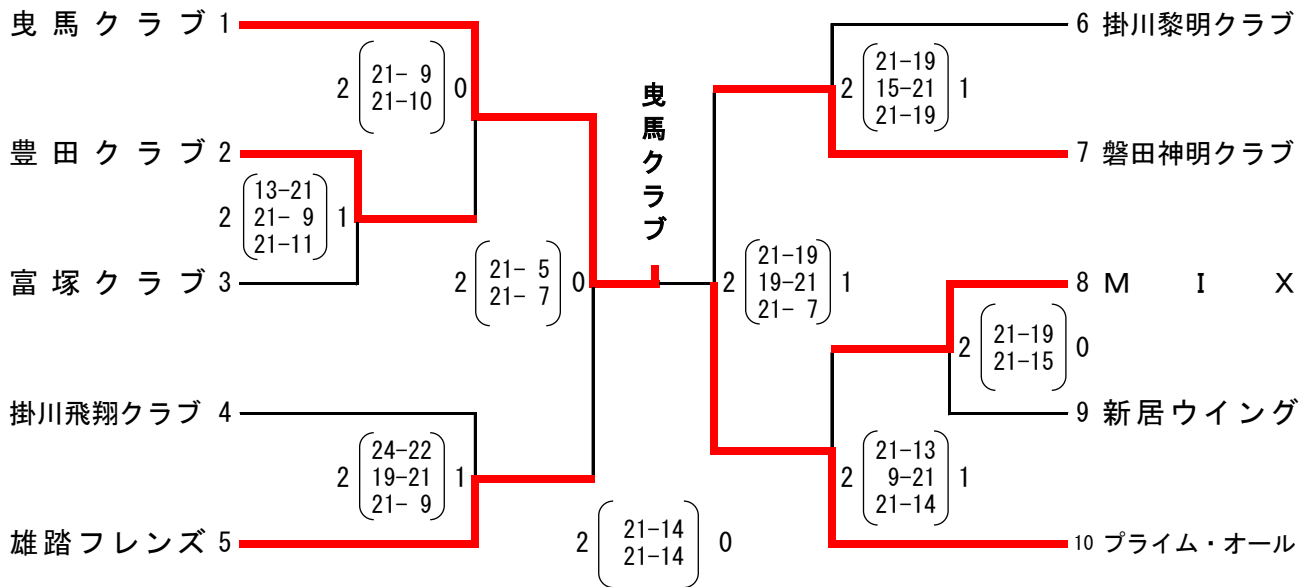 曳馬クラブ 1
2 21- 9 0
21-10
豊田クラブ 2
13-21
2 21- 9 1
21-11
富塚クラブ 3
2 21- 5 0
21- 7
掛川飛翔クラブ 4
24-22
2 19-21 1
21- 9
雄踏フレンズ 5
曳馬クラブ
2 21-14 0
21-14
6 掛川黎明クラブ
21-19
2 15-21 1
21-19
7 磐田神明クラブ
21-19
2 19-21 1
21- 7
8 M I X
2 21-19 0
21-15
9 新居ウイング
21-13
2 9-21 1
21-14
10 プライム・オール